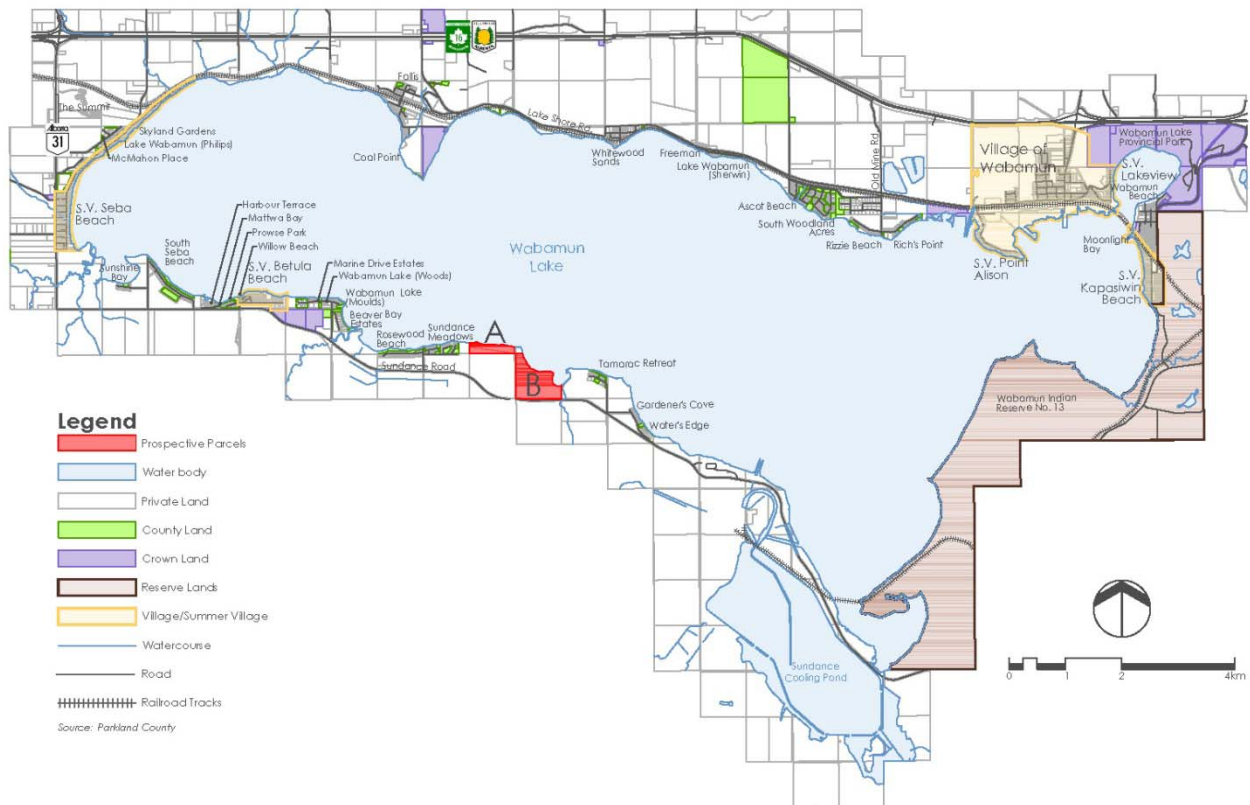 16
Fallis
The Summit
Alberta
31
Skyland Gardens
Lake Wabamun (Philips)
McMahon Place
Coal Point
Lake Shore Rd
Whitewood
Sands
Freeman
Lake Wabamun
(Sherwin)
Old Mine Rd
Village of
Wabamun
Wabamun Lake
Provincial Park
S.V.
Lakeview
Wabamun
Beach
Ascot Beach
South Woodland
Acres
Rizzie Beach
Rich's Point
S.V. Point
Alison
Moonlight
Bay
S.V.
Kapasiwin
Beach
S.V. Seba
Beach
Harbour Terrace
Mattwa Bay
Prowse Park
Willow Beach
South
Seba
Beach
Sunshine
Bay
S.V. Betula
Beach
Marine Drive Estates
Wabamun Lake (Woods)
Wabamun Lake
(Moulds)
Beaver Bay
Estates
Rosewood
Beach
Sundance
Meadows
Sundance Road
Wabamun
Lake
A
B
Tamarac Retreat
Gardener's Cove
Water's Edge
Wabamun Indian
Reserve No. 13
Sundance
Cooling Pond
Legend
Prospective Parcels
Water body
Private Land
County Land
Crown Land
Reserve Lands
Village/Summer Village
Watercourse
Road
Railroad Tracks
Source: Parkland County
0 1 2 4km